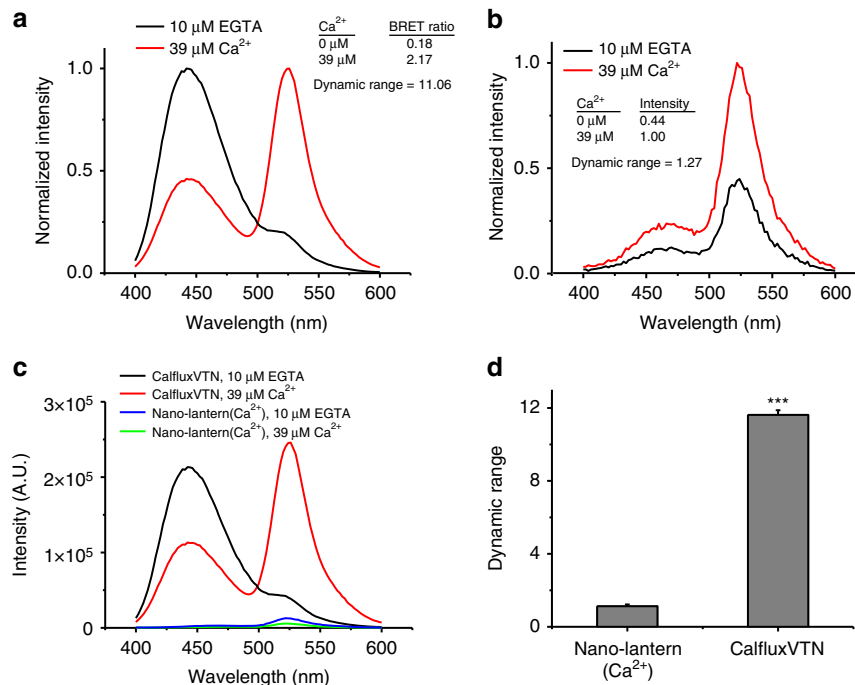 a
10 µM EGTA
39 µM Ca²⁺
Ca²⁺ BRET ratio
0 µM 0.18
39 µM 2.17
Dynamic range = 11.06
Normalized intensity
1.0
0.5
0.0
400 450 500 550 600
Wavelength (nm)
b
10 µM EGTA
39 µM Ca²⁺
Ca²⁺ Intensity
0 µM 0.44
39 µM 1.00
Dynamic range = 1.27
Normalized intensity
1.0
0.5
0.0
400 450 500 550 600
Wavelength (nm)
c
CalfluxVTN, 10 µM EGTA
CalfluxVTN, 39 µM Ca²⁺
Nano-lantern(Ca²⁺), 10 µM EGTA
Nano-lantern(Ca²⁺), 39 µM Ca²⁺
Intensity (A.U.)
3×10⁵
2×10⁵
1×10⁵
0
400 450 500 550 600
Wavelength (nm)
d
Dynamic range
12
8
4
0
***
Nano-lantern
(Ca²⁺)
CalfluxVTN